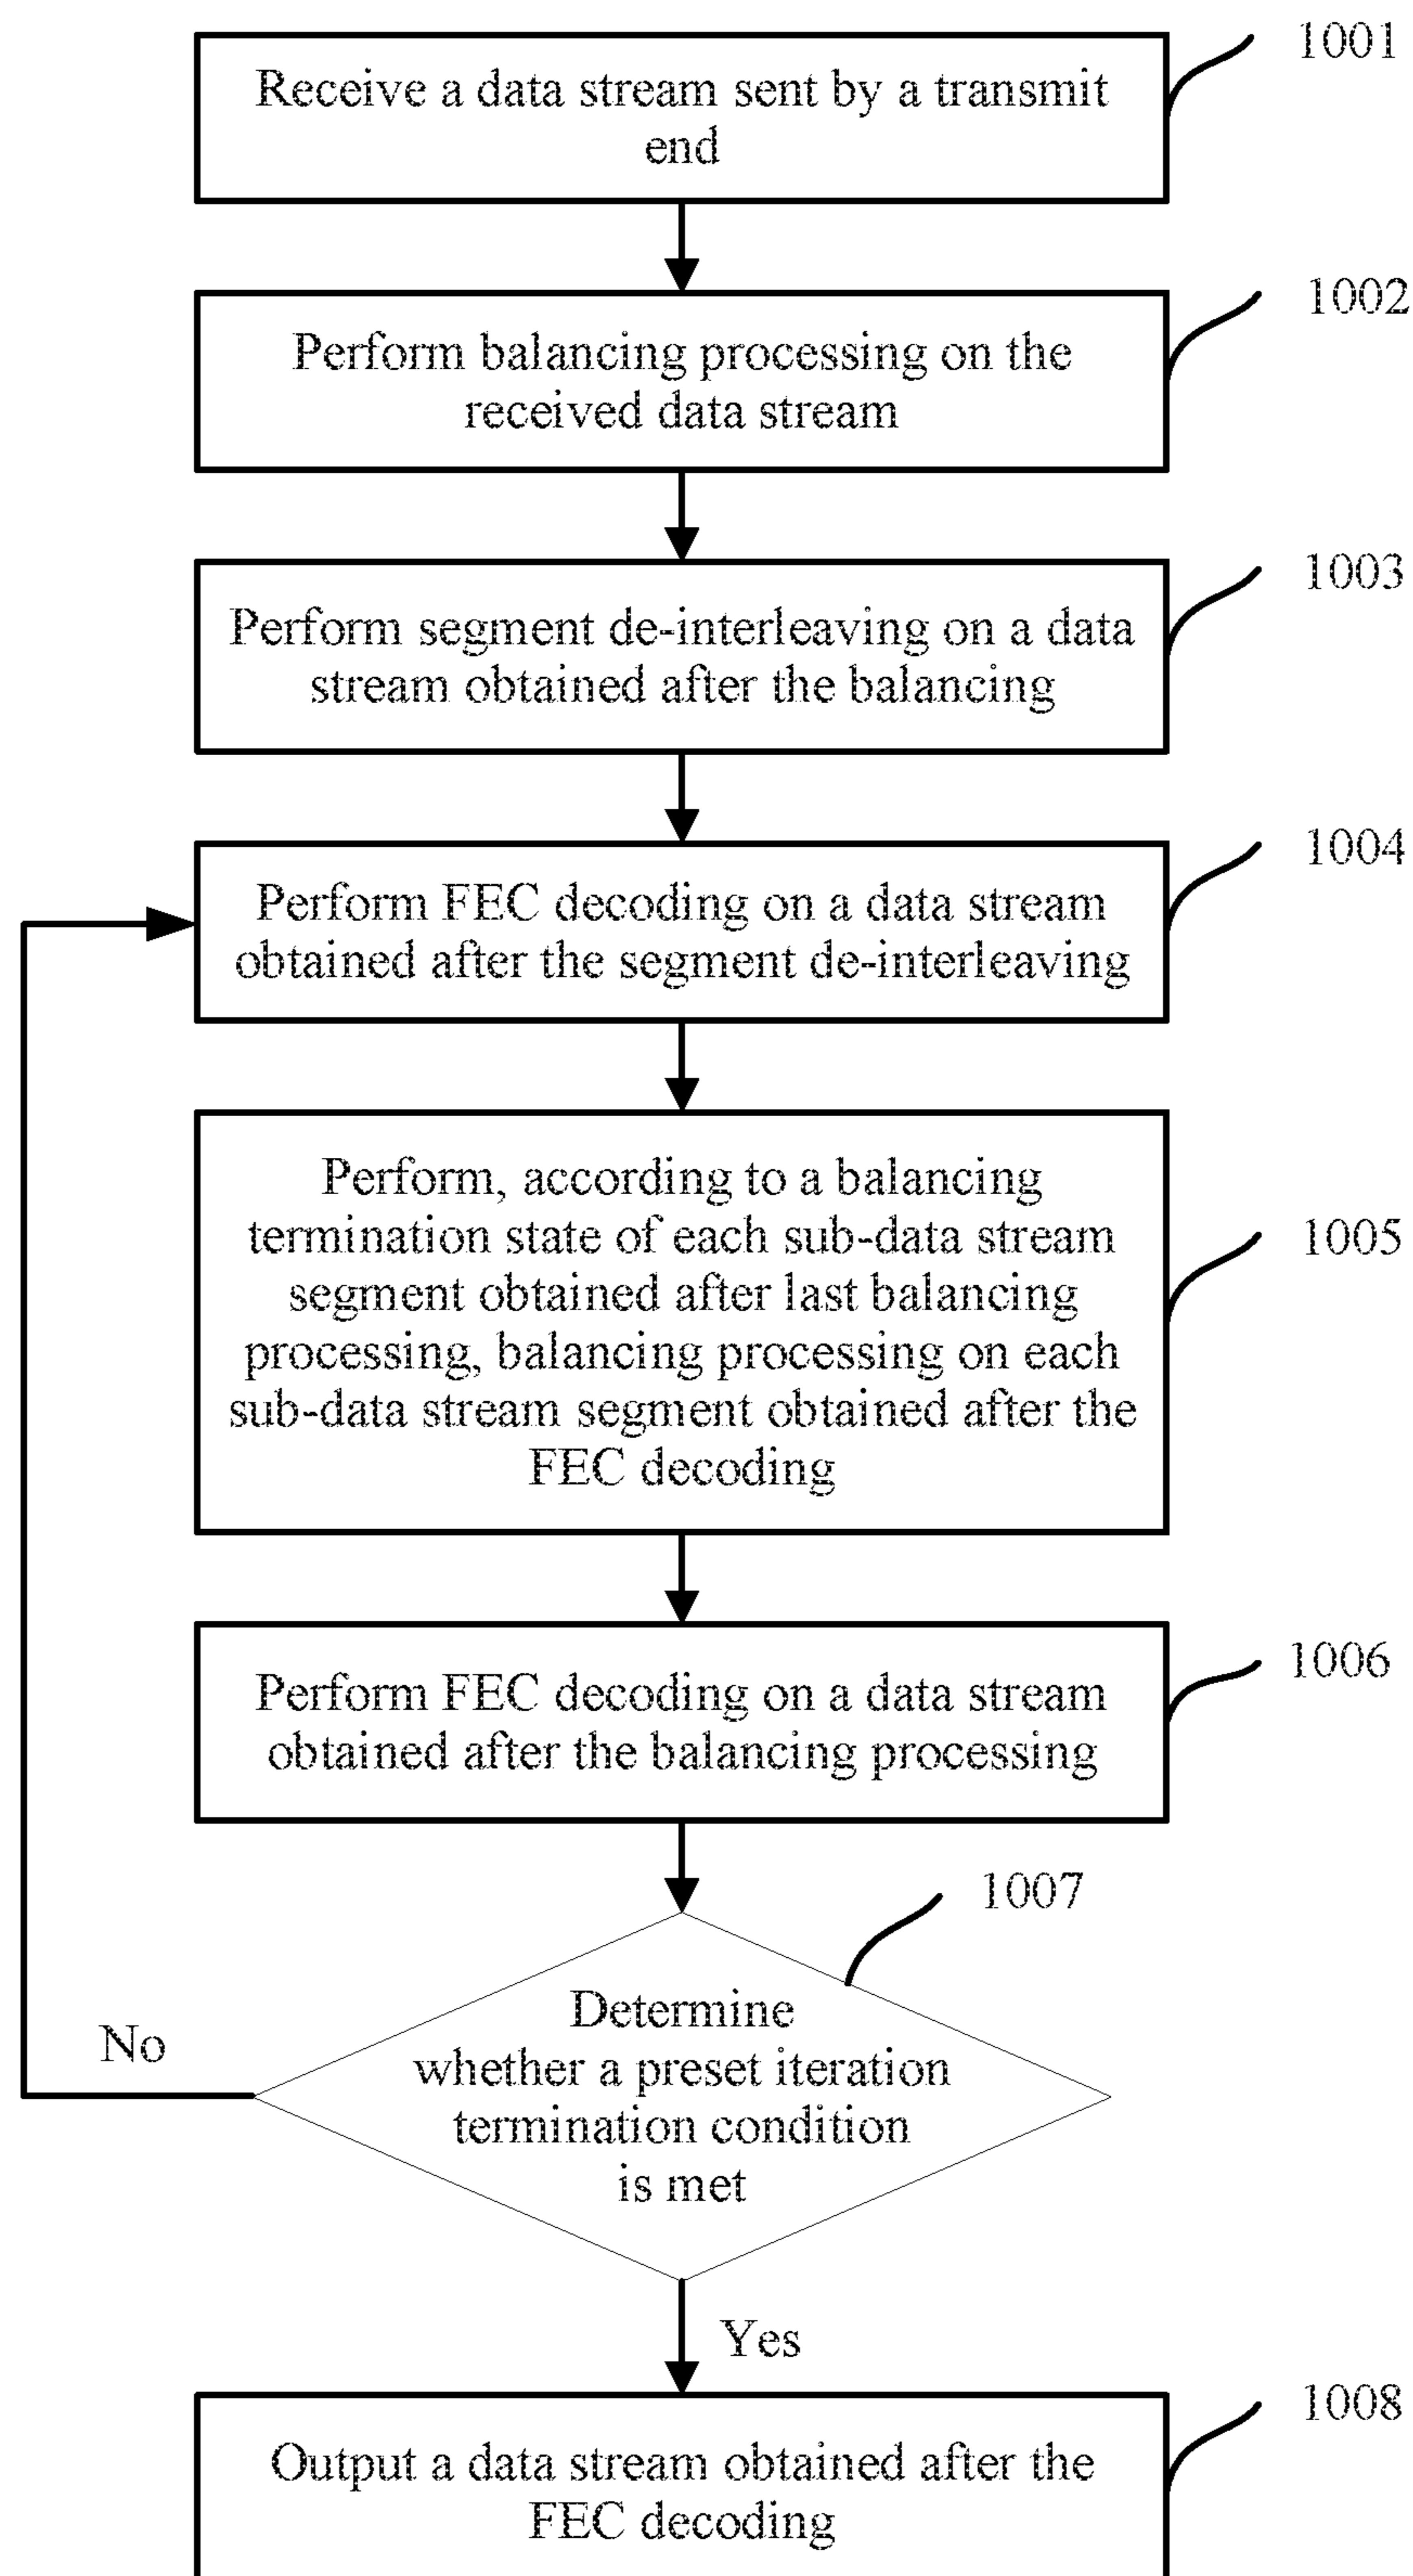 1001
Receive a data stream sent by a transmit
end
1002
Perform balancing processing on the
received data stream
1003
Perform segment de-interleaving on a data
stream obtained after the balancing
1004
Perform FEC decoding on a data stream
obtained after the segment de-interleaving
Perform, according to a balancing
termination state of each sub-data stream
1005
segment obtained after last balancing
processing, balancing processing on each
sub-data stream segment obtained after the
FEC decoding
1006
Perform FEC decoding on a data stream
obtained after the balancing processing
1007
Determine
whether a preset iteration
termination condition
is met
No
Yes
1008
Output a data stream obtained after the
FEC decoding